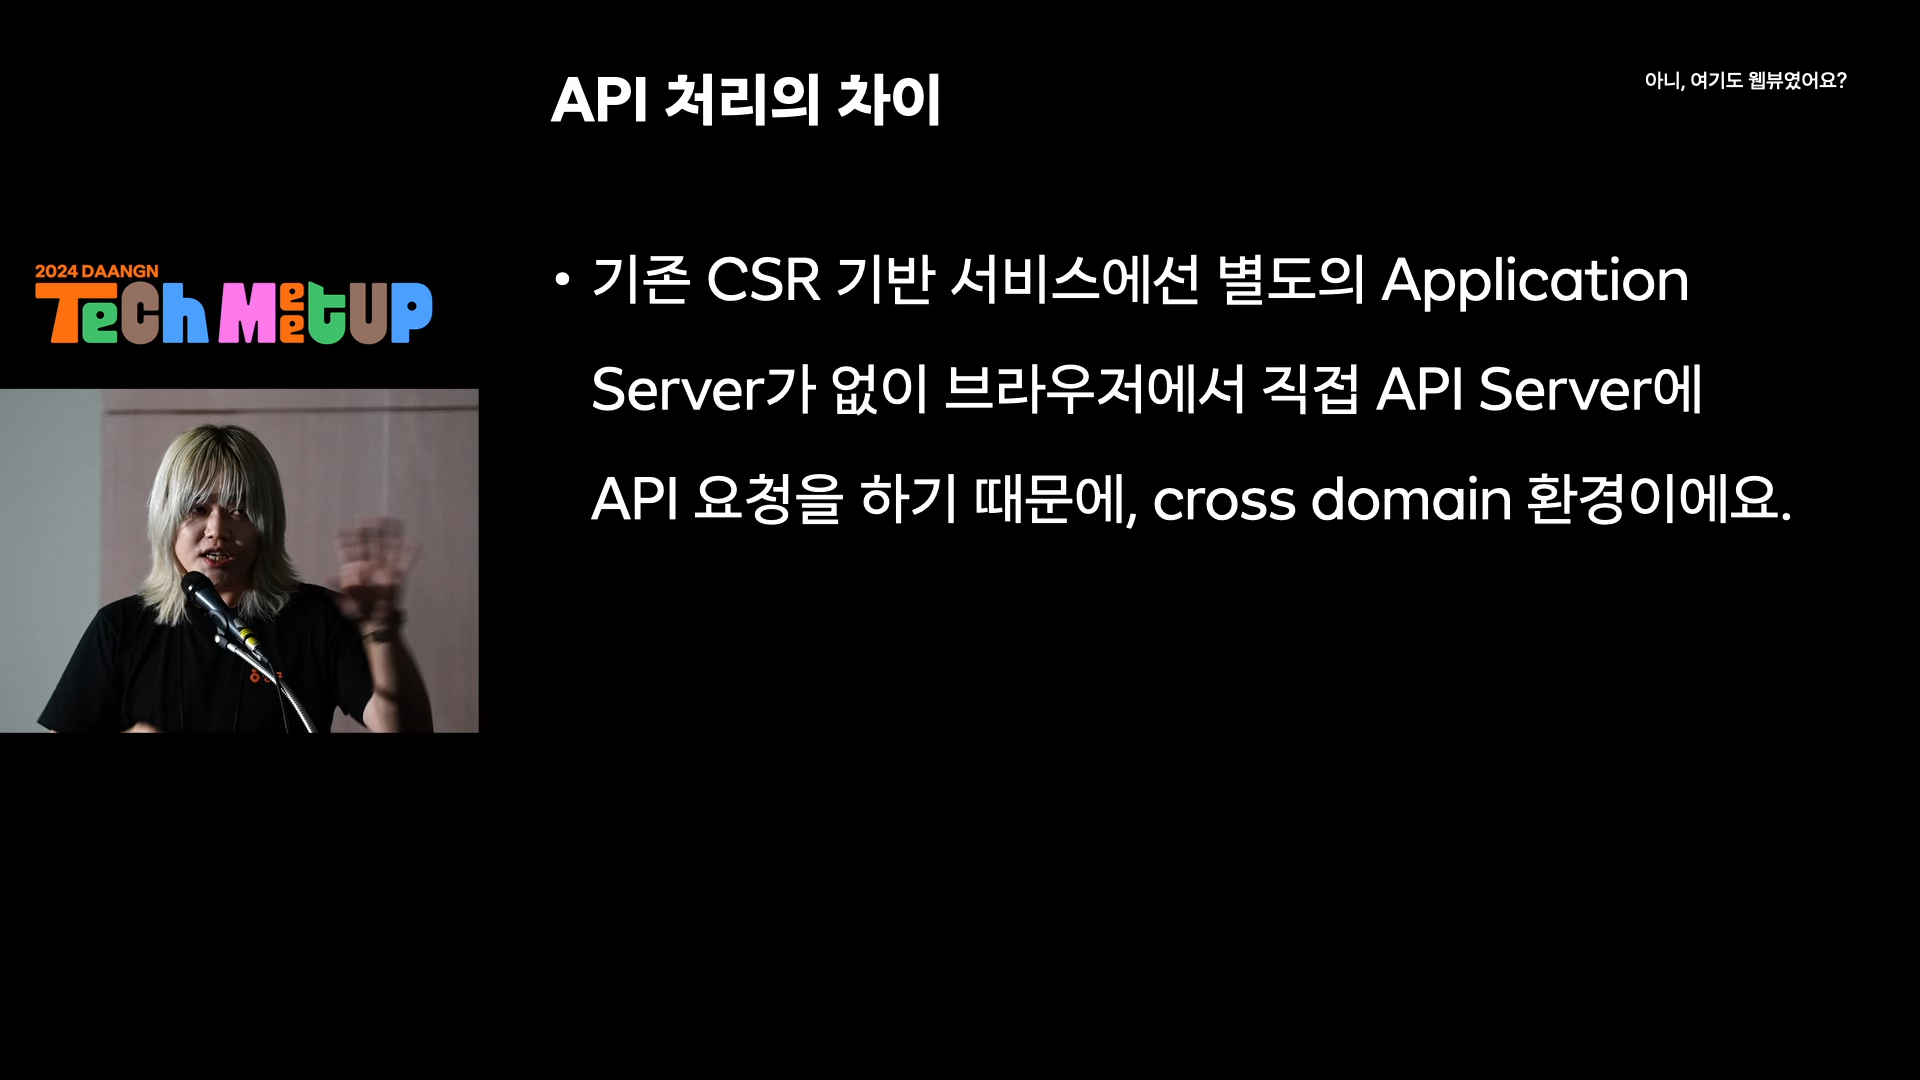 API 처리의 차이
아니, 여기도 웹뷰였어요?
2024 DAANGN
TeCh MeetUP
• 기존 CSR 기반 서비스에선 별도의 Application
Server가 없이 브라우저에서 직접 API Server에
API 요청을 하기 때문에, cross domain 환경이에요.